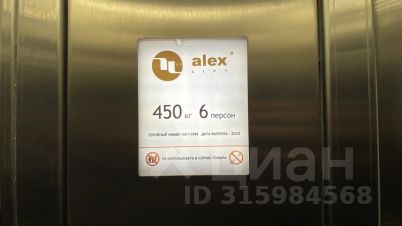 alex®
LIFT
450 кг 6 персон
СЕРИЙНЫЙ НОМЕР: ДАТА ВЫПУСКА: 2020
НЕ ИСПОЛЬЗОВАТЬ В СЛУЧАЕ ПОЖАРА
циан
ID 315984568